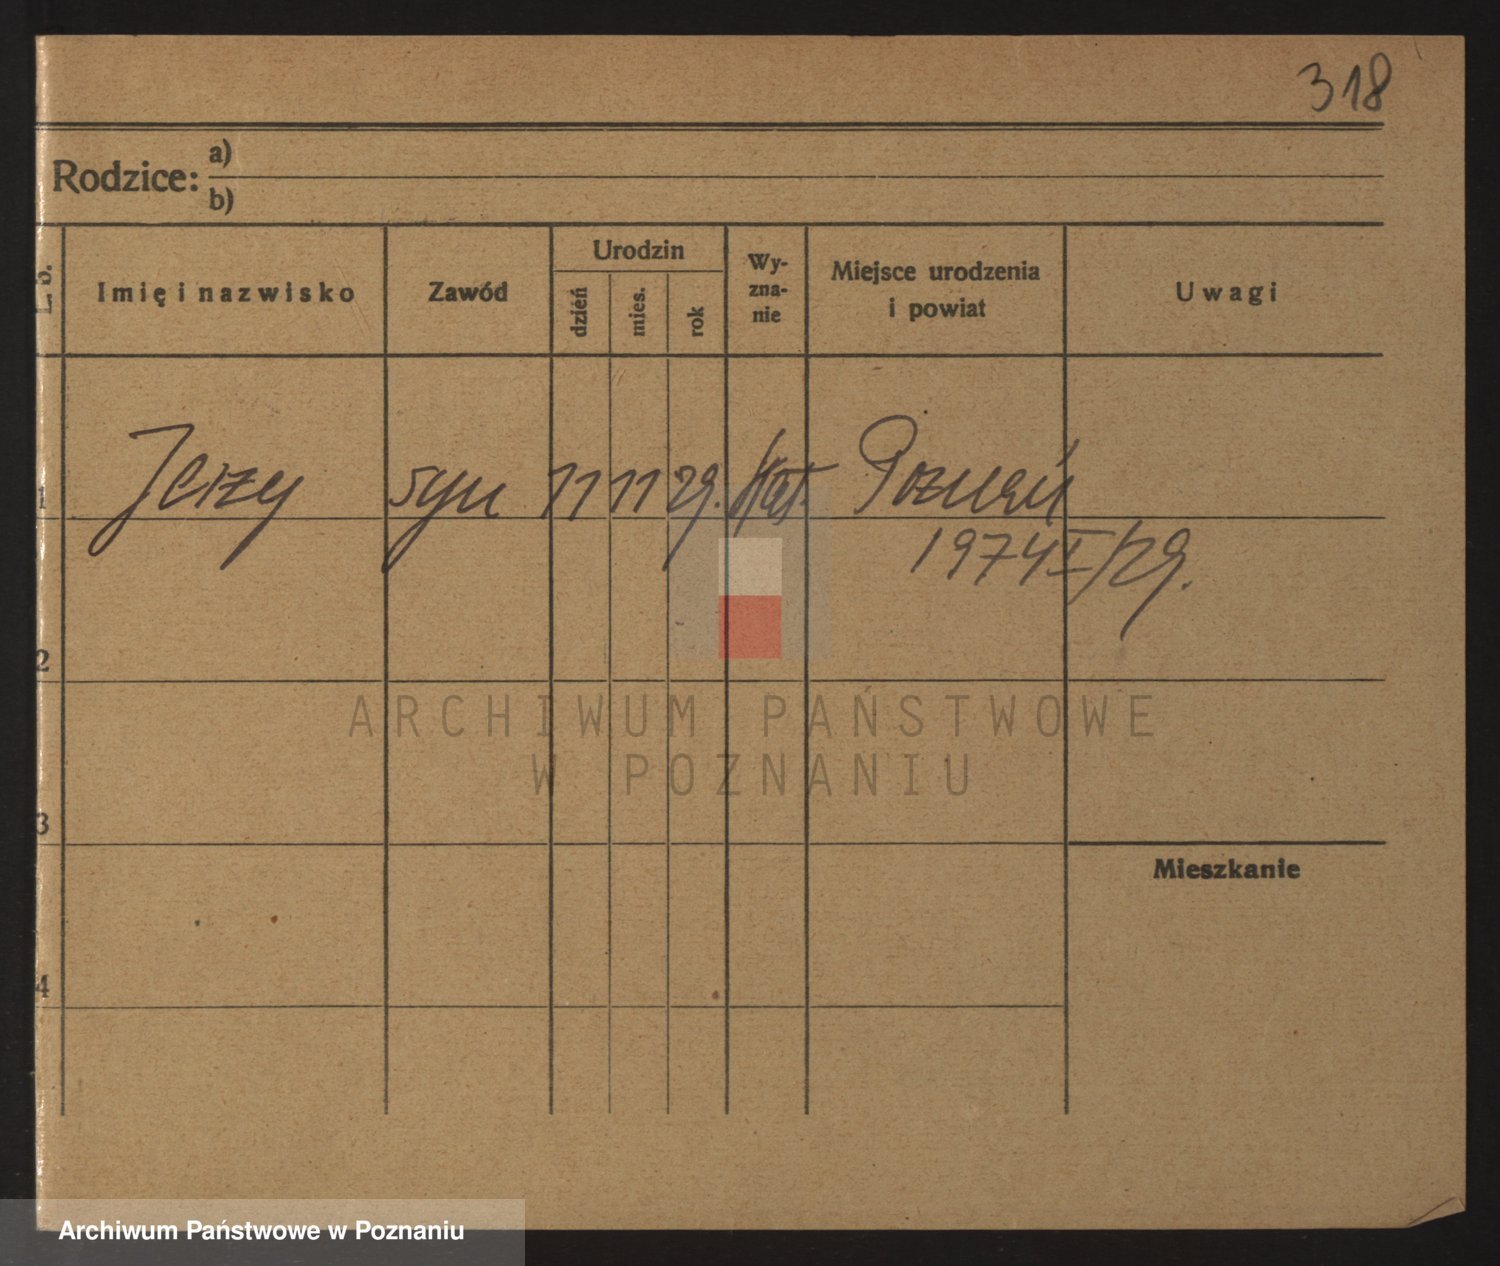 318
Rodzice: a)
b)
L. b.
Imię i nazwisko
Zawód
Urodzin
dzień
mies.
rok
Wy-
zna-
nie
Miejsce urodzenia
i powiat
Uwagi
1 Jerzy syn 11 11 29. kat. Poznań
1974 I/29.
2
3
Mieszkanie
4
ARCHIWUM PAŃSTWOWE
W POZNANIU
Archiwum Państwowe w Poznaniu